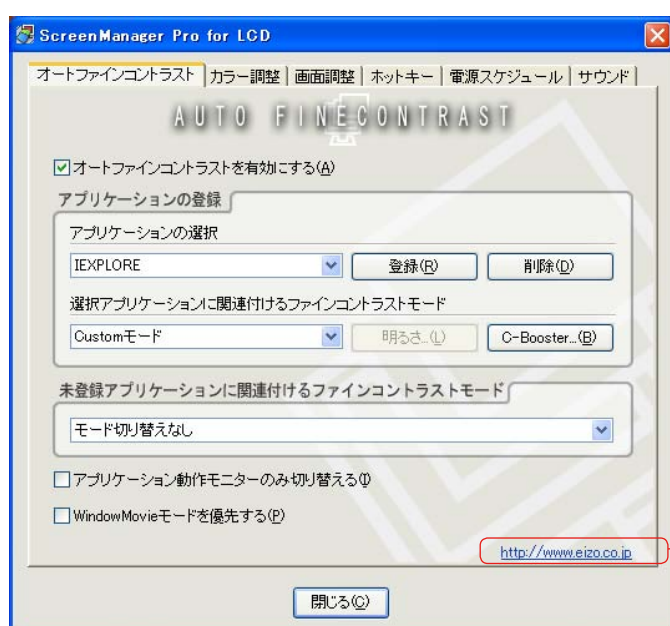 ScreenManager Pro for LCD
オートファインコントラスト カラー調整 画面調整 ホットキー 電源スケジュール サウンド
AUTO FINECONTRAST
オートファインコントラストを有効にする(A)
アプリケーションの登録
アプリケーションの選択
IEXPLORE 登録(R) 削除(D)
選択アプリケーションに関連付けるファインコントラストモード
Customモード 明るさ...(L) C-Booster...(B)
未登録アプリケーションに関連付けるファインコントラストモード
モード切り替えなし
アプリケーション動作モニターのみ切り替える(I)
WindowMovieモードを優先する(P)
http://www.eizo.co.jp
閉じる(C)